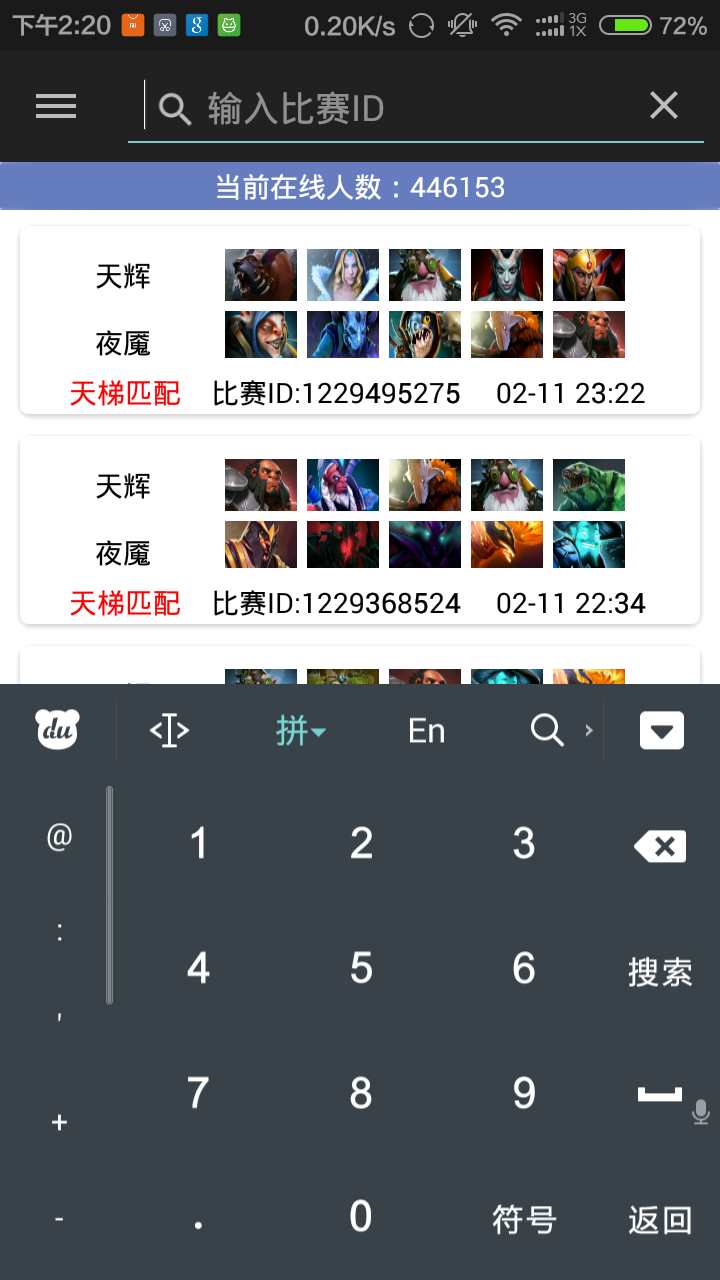 下午2:20 0.20K/s 3G 1X 72%
输入比赛ID
当前在线人数：446153
天辉
夜魇
天梯匹配 比赛ID:1229495275 02-11 23:22
天辉
夜魇
天梯匹配 比赛ID:1229368524 02-11 22:34
du 拼 En
@ 1 2 3
: 4 5 6 搜索
' 7 8 9
+
- . 0 符号 返回